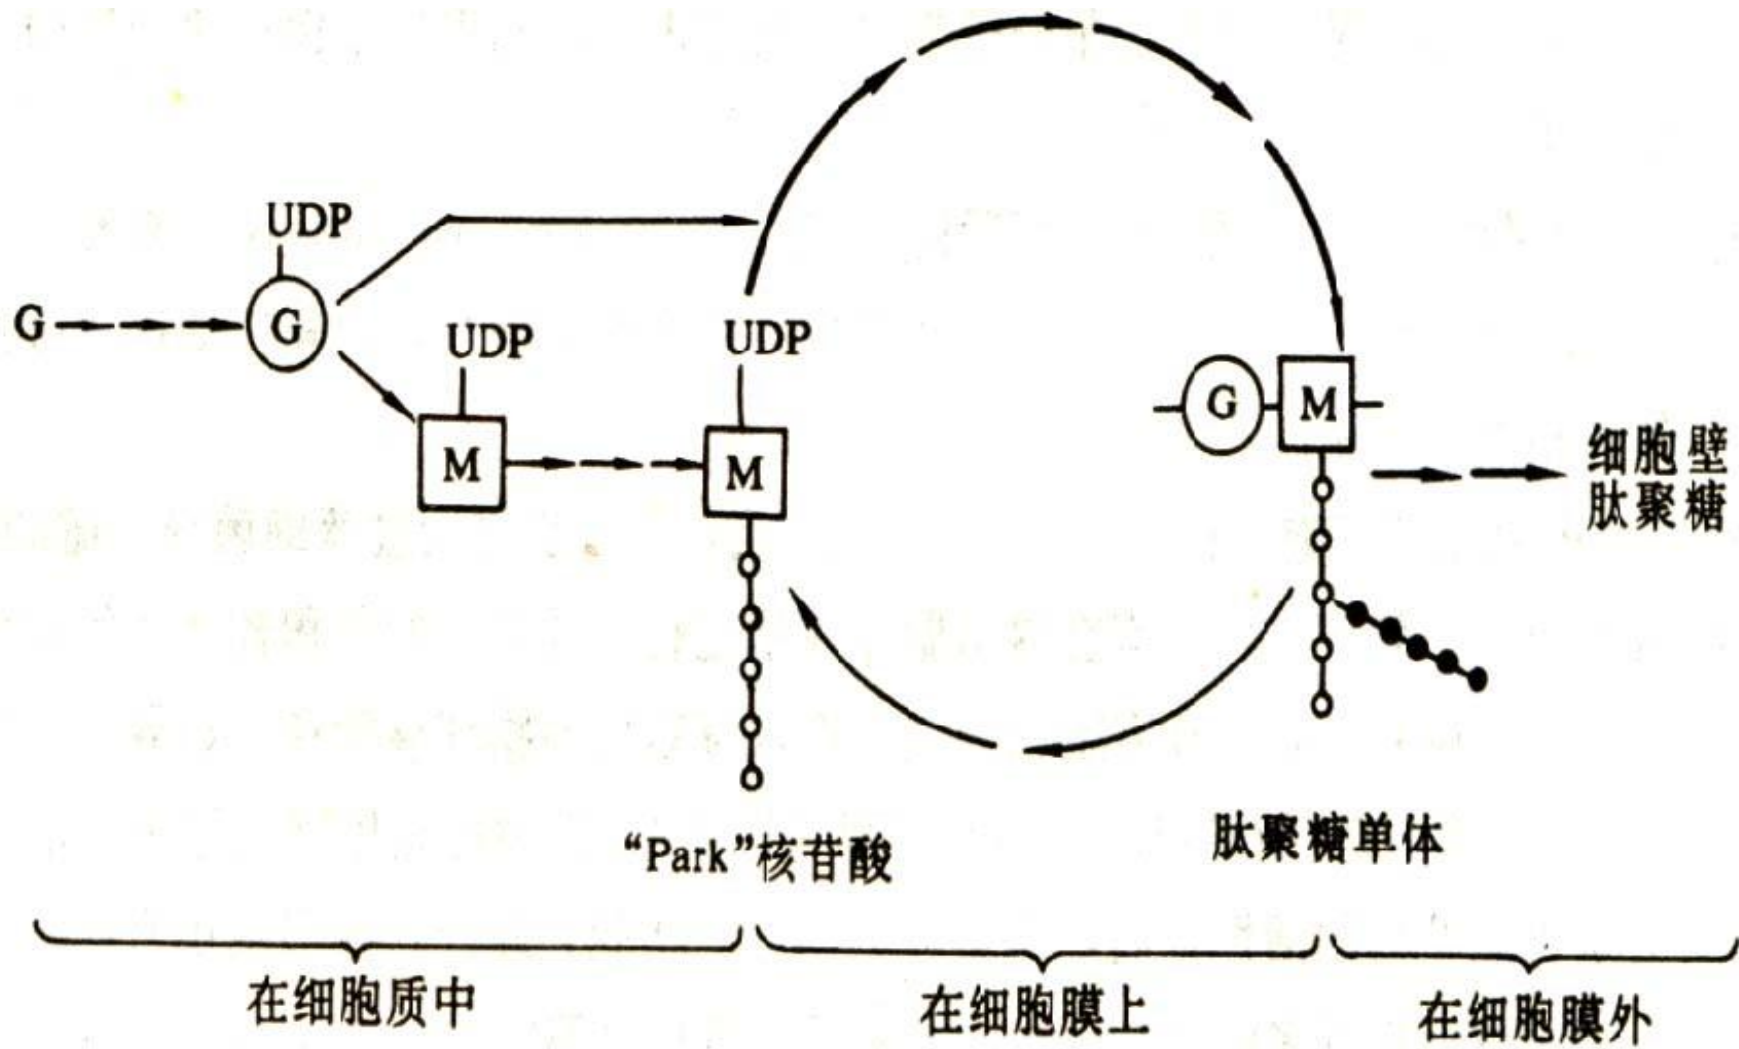 UDP
G
G
UDP
M
UDP
M
G
M
细胞壁
肽聚糖
“Park”核苷酸
肽聚糖单体
在细胞质中
在细胞膜上
在细胞膜外